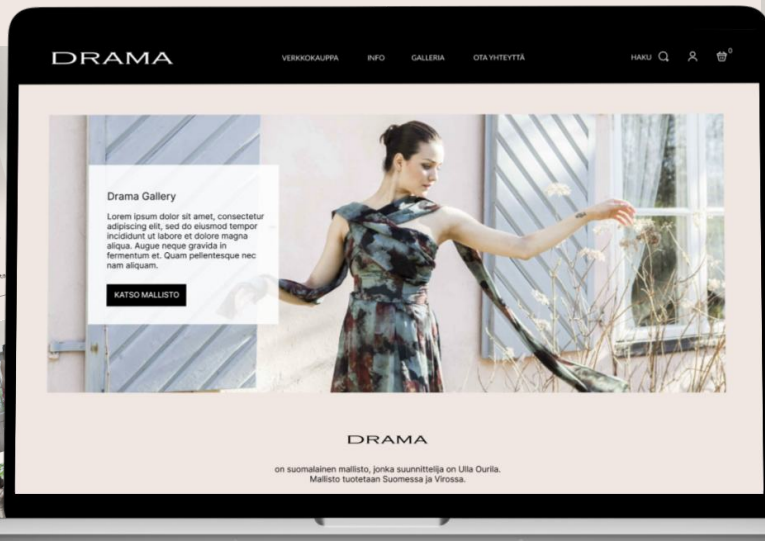 DRAMA
VERKKOKAUPPA INFO GALLERIA OTA YHTEYTTÄ
HAKU 0
Drama Gallery
Lorem ipsum dolor sit amet, consectetur
adipiscing elit, sed do eiusmod tempor
incididunt ut labore et dolore magna
aliqua. Augue neque gravida in
fermentum et. Quam pellentesque nec
nam aliquam.
KATSO MALLISTO
DRAMA
on suomalainen mallisto, jonka suunnittelija on Ulla Ourila.
Mallisto tuotetaan Suomessa ja Virossa.